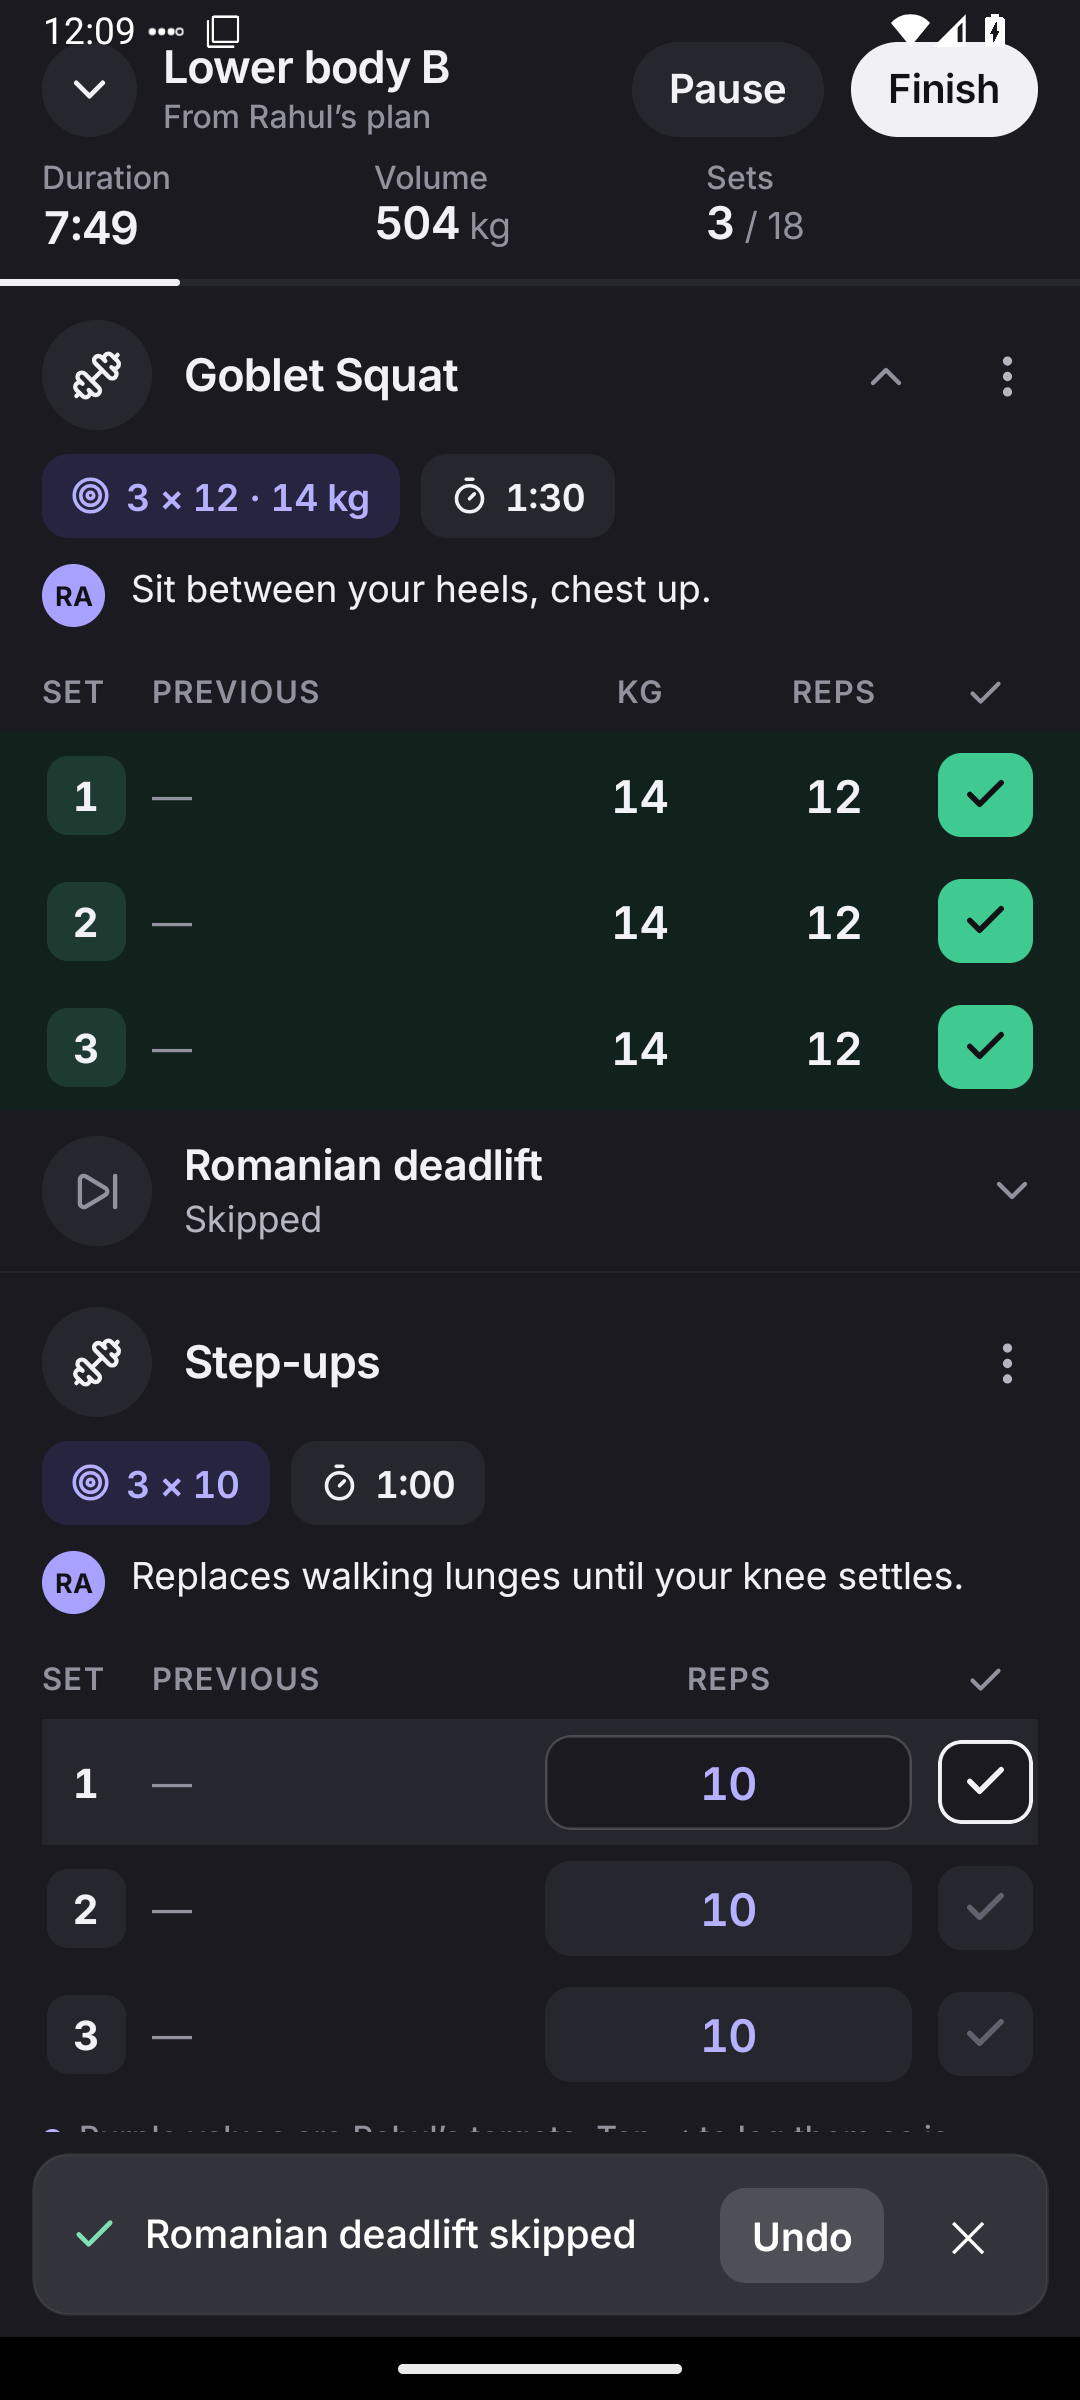 12:09
Lower body B
From Rahul's plan
Pause
Finish
Duration
Volume
Sets
7:49
504 kg
3 / 18
Goblet Squat
3 × 12 · 14 kg
1:30
RA
Sit between your heels, chest up.
SET PREVIOUS KG REPS
1 — 14 12
2 — 14 12
3 — 14 12
Romanian deadlift
Skipped
Step-ups
3 × 10
1:00
RA
Replaces walking lunges until your knee settles.
SET PREVIOUS REPS
1 — 10
2 — 10
3 — 10
Romanian deadlift skipped
Undo